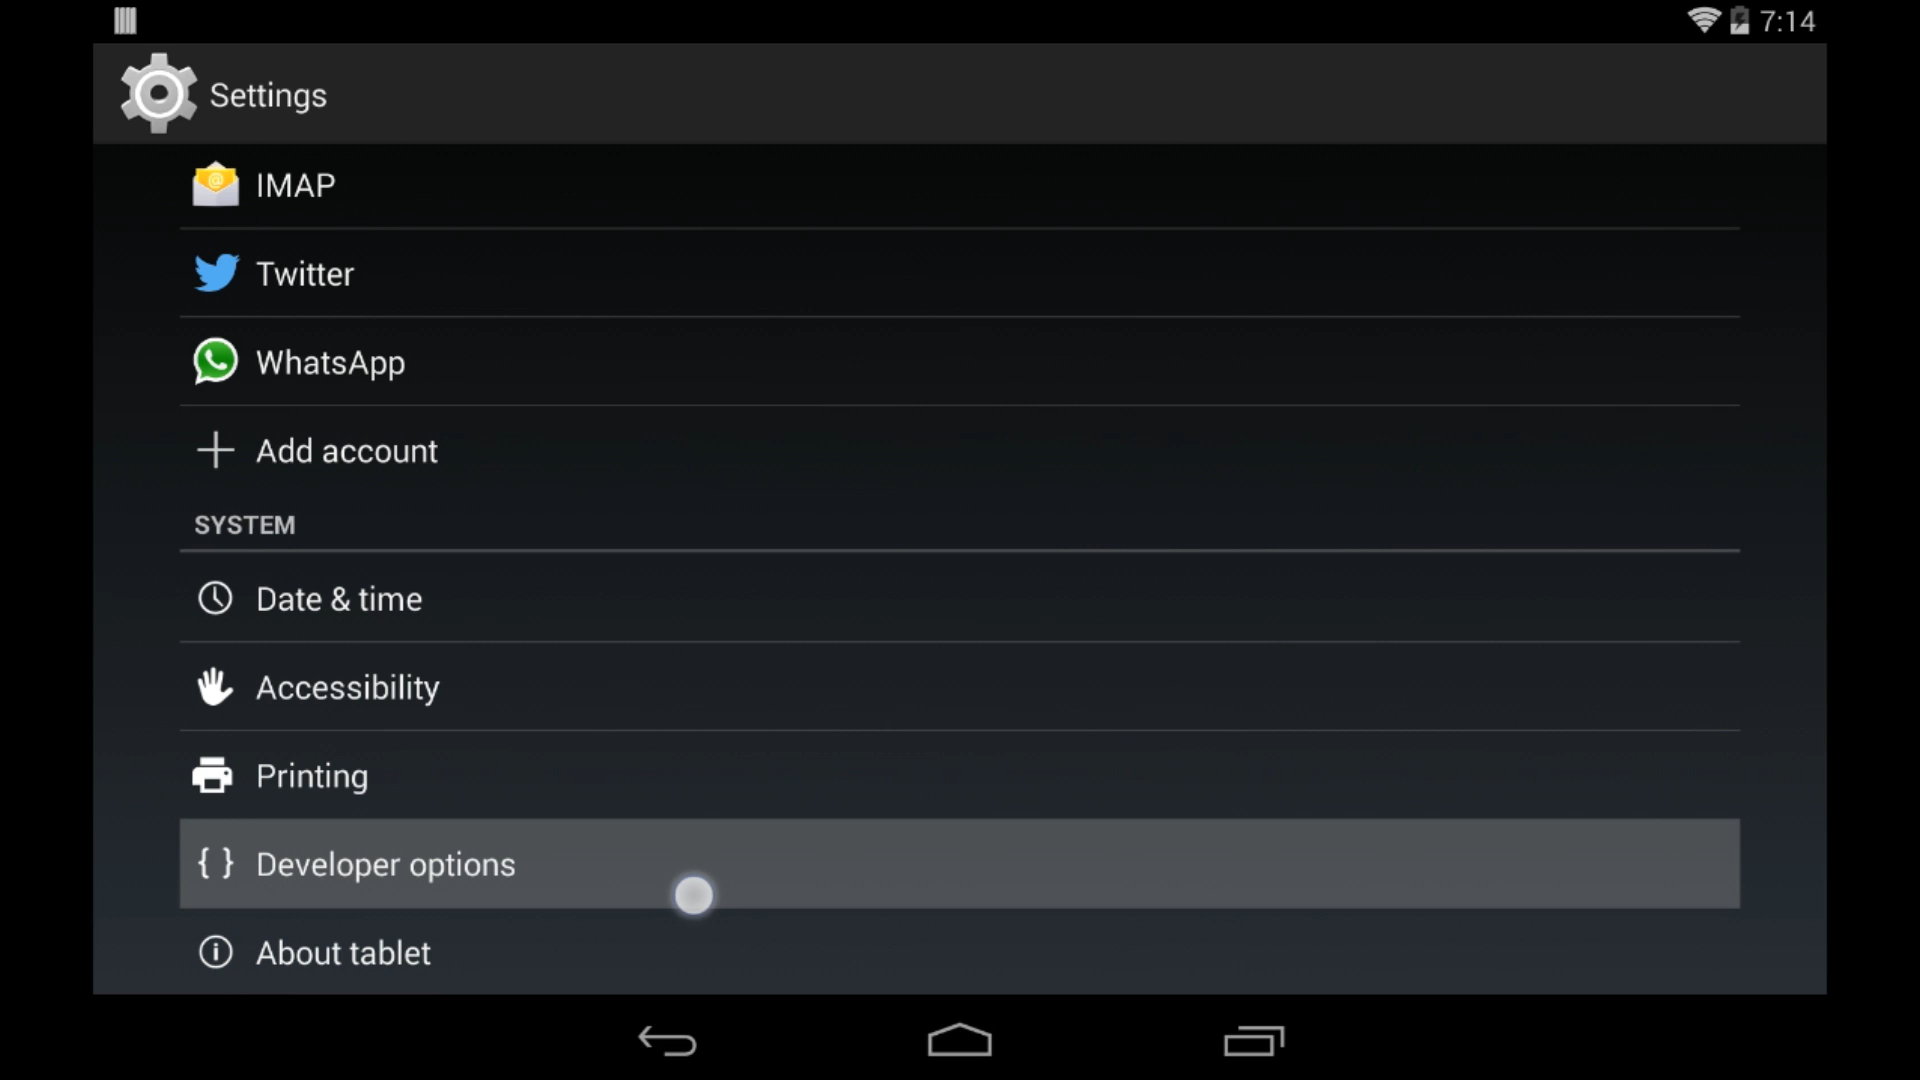 7:14
Settings
IMAP
Twitter
WhatsApp
Add account
SYSTEM
Date & time
Accessibility
Printing
{ } Developer options
About tablet